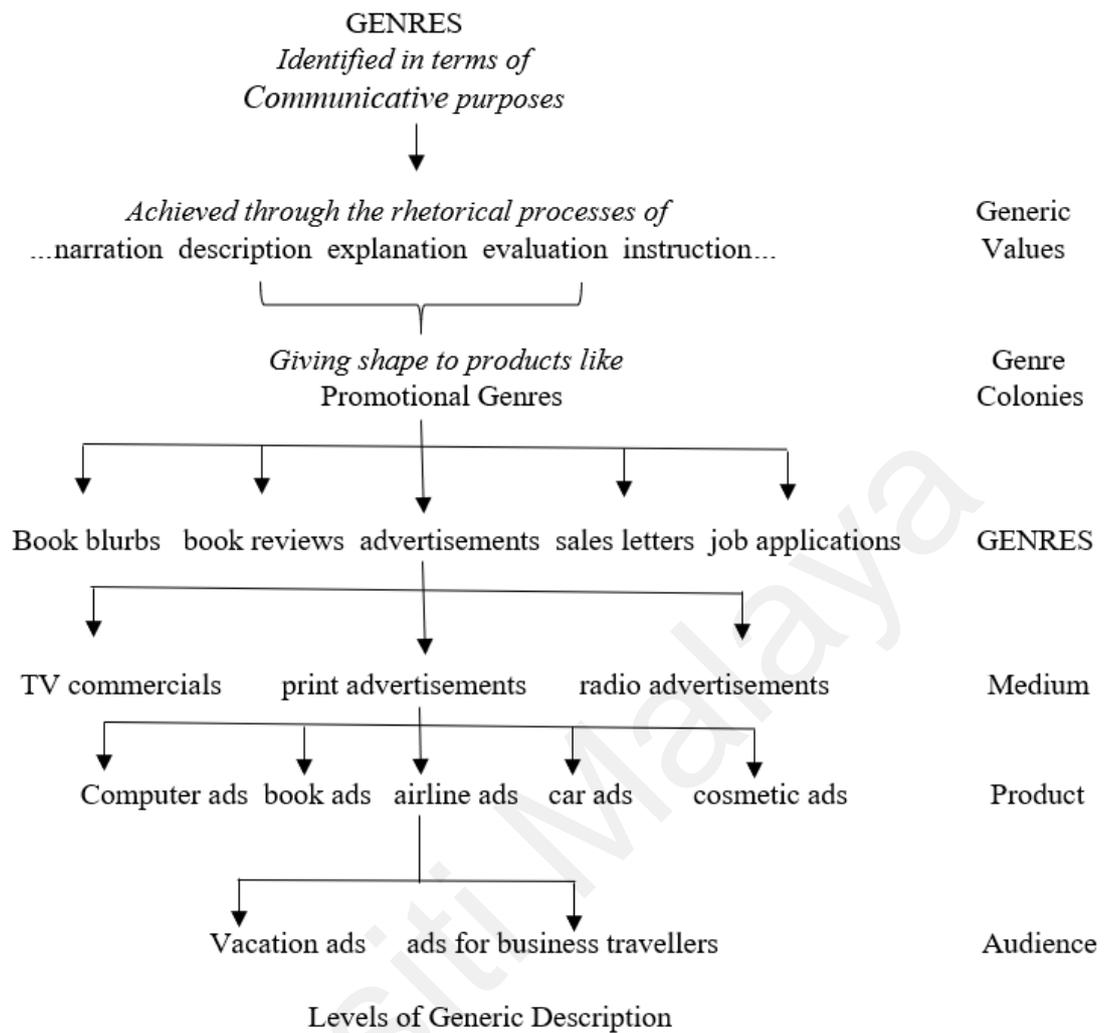 GENRES
Identified in terms of
Communicative purposes
Achieved through the rhetorical processes of Generic
...narration description explanation evaluation instruction... Values
Giving shape to products like Genre
Promotional Genres Colonies
Book blurbs book reviews advertisements sales letters job applications GENRES
TV commercials print advertisements radio advertisements Medium
Computer ads book ads airline ads car ads cosmetic ads Product
Vacation ads ads for business travellers Audience
Levels of Generic Description
siti Malaya